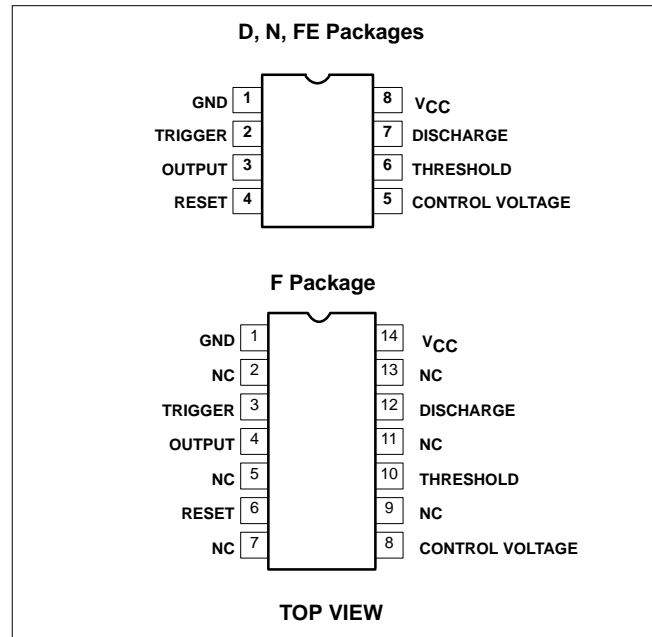 D, N, FE Packages
GND 1 8 VCC
TRIGGER 2 7 DISCHARGE
OUTPUT 3 6 THRESHOLD
RESET 4 5 CONTROL VOLTAGE
F Package
GND 1 14 VCC
NC 2 13 NC
TRIGGER 3 12 DISCHARGE
OUTPUT 4 11 NC
NC 5 10 THRESHOLD
RESET 6 9 NC
NC 7 8 CONTROL VOLTAGE
TOP VIEW